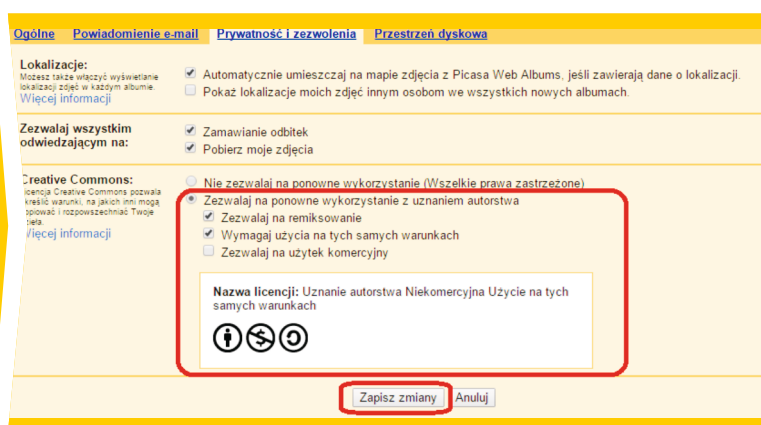 Ogólne Powiadomienie e-mail Prywatność i zezwolenia Przestrzeń dyskowa
Lokalizacje:
Możesz także włączyć wyświetlanie
lokalizacji zdjęć w każdym albumie.
Więcej informacji
Automatycznie umieszczaj na mapie zdjęcia z Picasa Web Albums, jeśli zawierają dane o lokalizacji.
Pokaż lokalizacje moich zdjęć innym osobom we wszystkich nowych albumach.
Zezwalaj wszystkim
odwiedzającym na:
Zamawianie odbitek
Pobierz moje zdjęcia
Creative Commons:
licencja Creative Commons pozwala
kreślić warunki, na jakich inni mogą
opiować i rozpowszechniać Twoje
zieła.
Więcej informacji
Nie zezwalaj na ponowne wykorzystanie (Wszelkie prawa zastrzeżone)
Zezwalaj na ponowne wykorzystanie z uznaniem autorstwa
Zezwalaj na remiksowanie
Wymagaj użycia na tych samych warunkach
Zezwalaj na użytek komercyjny
Nazwa licencji: Uznanie autorstwa Niekomercyjna Użycie na tych
samych warunkach
Zapisz zmiany Anuluj